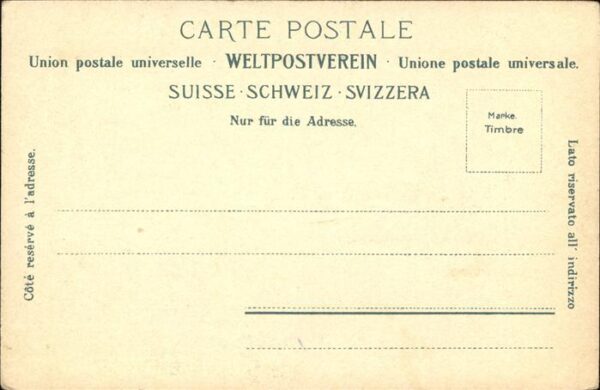 CARTE POSTALE
Union postale universelle · WELTPOSTVEREIN · Unione postale universale.
SUISSE · SCHWEIZ · SVIZZERA
Nur für die Adresse.
Marke.
Timbre
Côté resérvé à l'adresse.
Lato riservato all' indirizzo